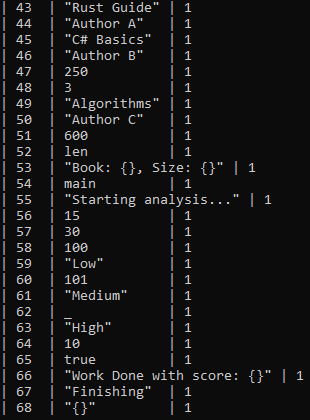 | 43 | "Rust Guide" | 1
| 44 | "Author A" | 1
| 45 | "C# Basics" | 1
| 46 | "Author B" | 1
| 47 | 250 | 1
| 48 | 3 | 1
| 49 | "Algorithms" | 1
| 50 | "Author C" | 1
| 51 | 600 | 1
| 52 | len | 1
| 53 | "Book: {}, Size: {}" | 1
| 54 | main | 1
| 55 | "Starting analysis..." | 1
| 56 | 15 | 1
| 57 | 30 | 1
| 58 | 100 | 1
| 59 | "Low" | 1
| 60 | 101 | 1
| 61 | "Medium" | 1
| 62 | _ | 1
| 63 | "High" | 1
| 64 | 10 | 1
| 65 | true | 1
| 66 | "Work Done with score: {}" | 1
| 67 | "Finishing" | 1
| 68 | "{}" | 1